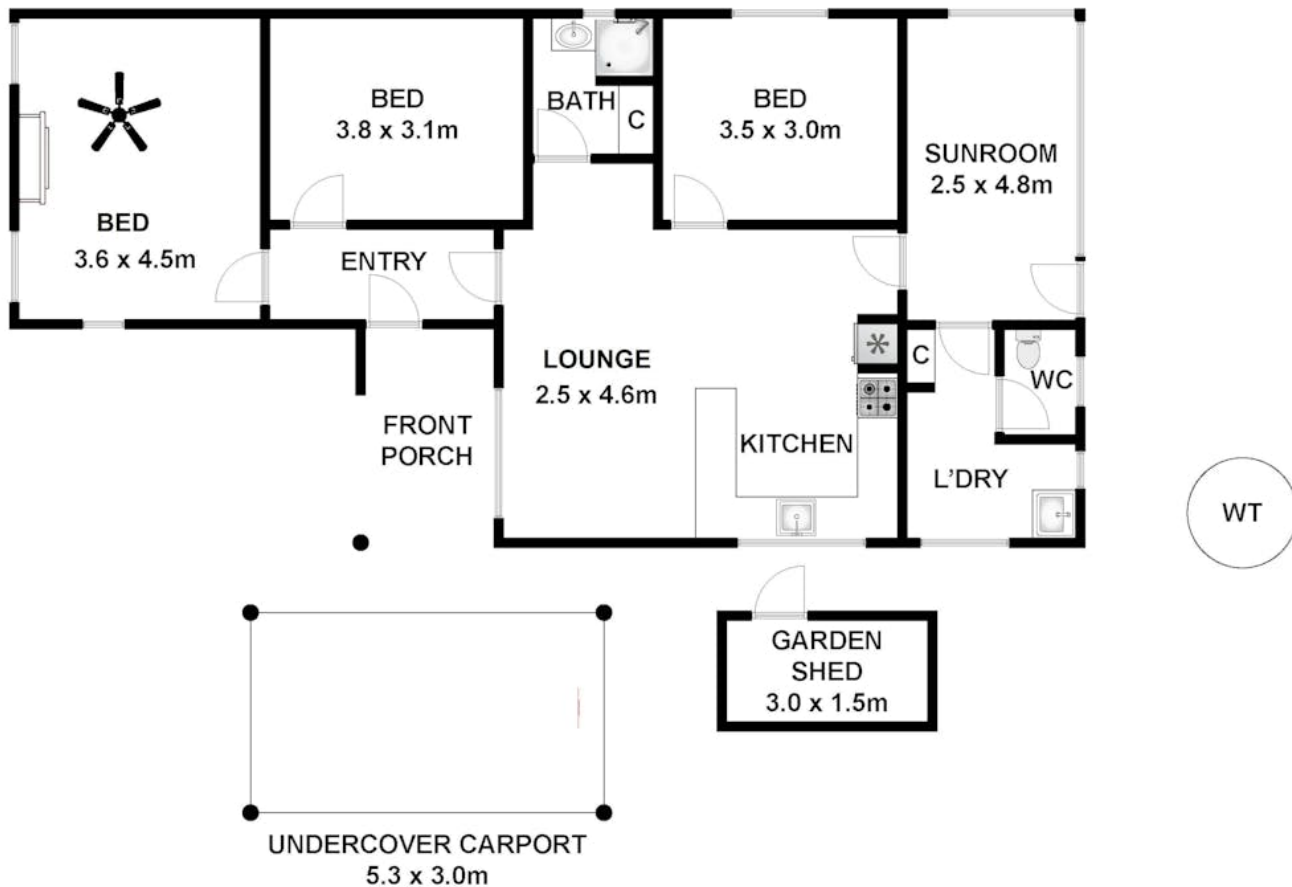 BED
3.6 x 4.5m
BED
3.8 x 3.1m
BATH
C
BED
3.5 x 3.0m
SUNROOM
2.5 x 4.8m
ENTRY
LOUNGE
2.5 x 4.6m
FRONT
PORCH
KITCHEN
C
WC
L'DRY
WT
GARDEN
SHED
3.0 x 1.5m
UNDERCOVER CARPORT
5.3 x 3.0m